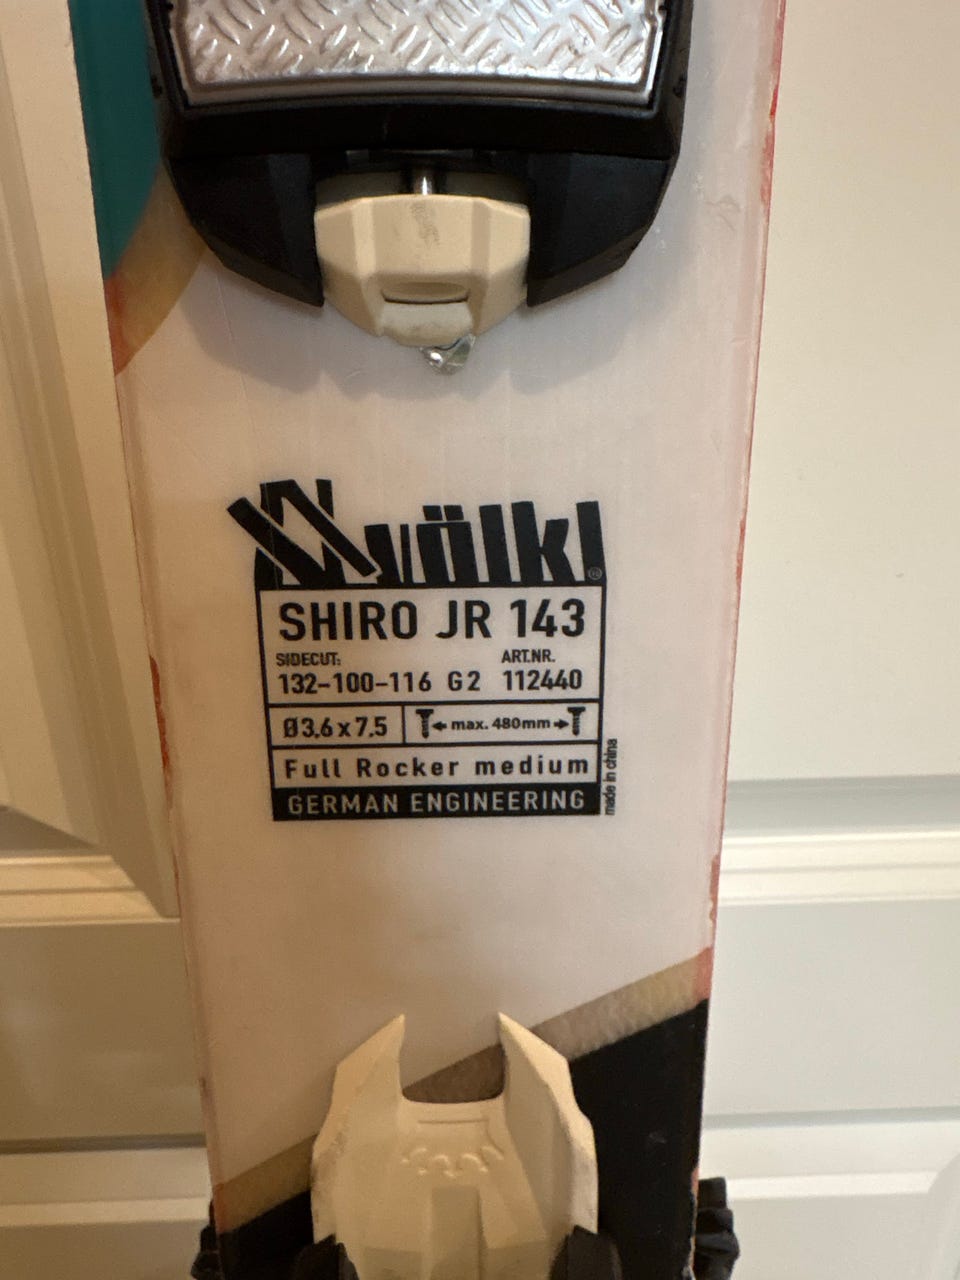 völkl
SHIRO JR 143
SIDECUT: ART.NR.
132-100-116 G2 112440
Ø3.6x7.5 max. 480mm
Full Rocker medium
GERMAN ENGINEERING
made in china